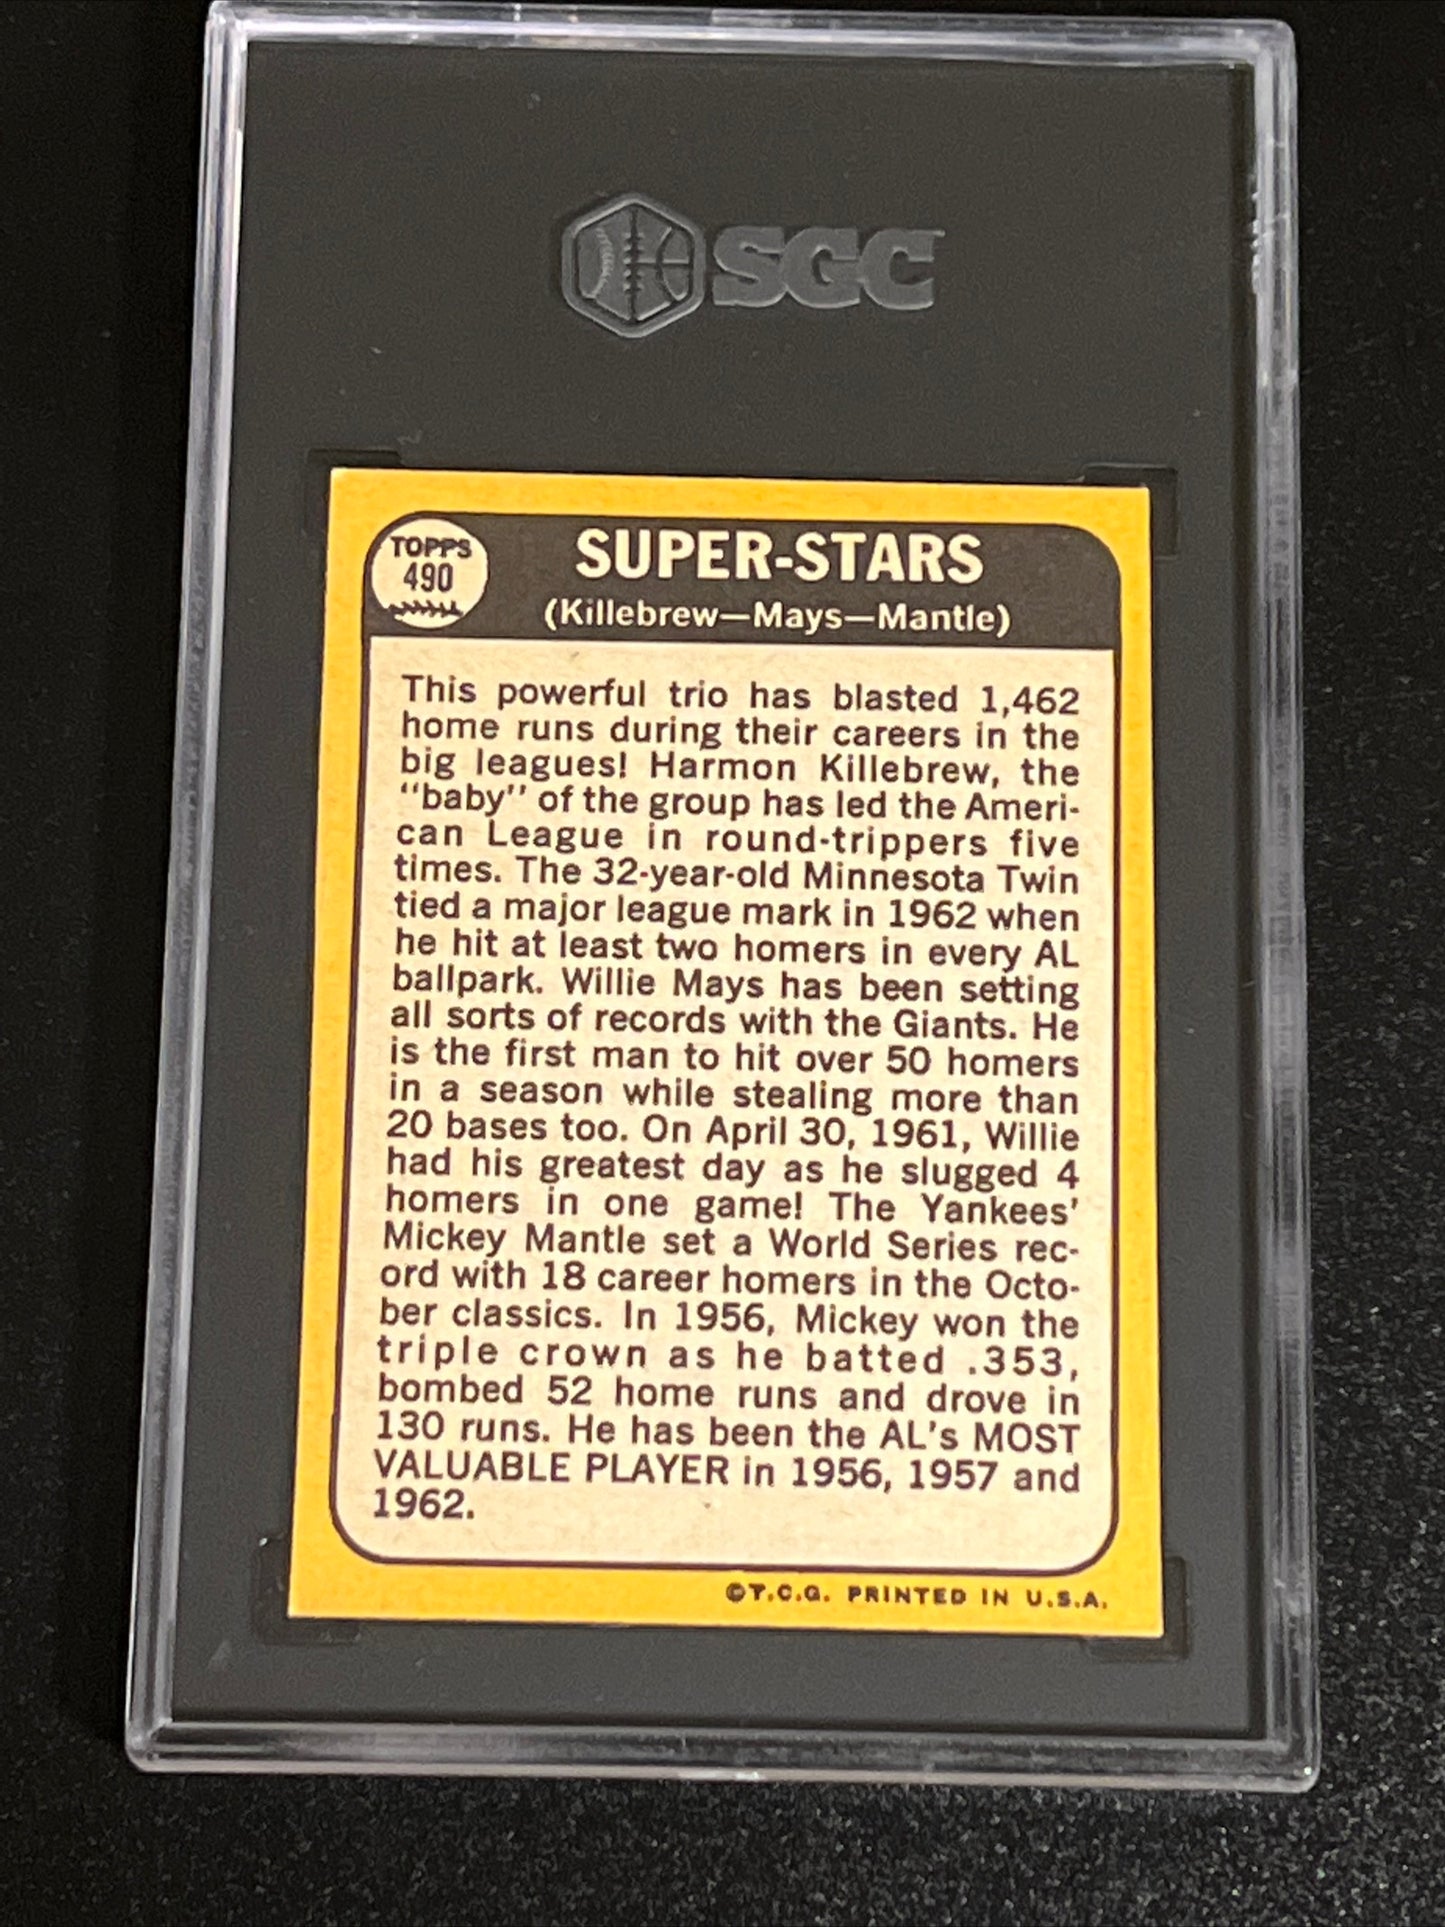 SGC
TOPPS
490
SUPER-STARS
(Killebrew—Mays—Mantle)
This powerful trio has blasted 1,462
home runs during their careers in the
big leagues! Harmon Killebrew, the
"baby" of the group has led the Ameri-
can League in round-trippers five
times. The 32-year-old Minnesota Twin
tied a major league mark in 1962 when
he hit at least two homers in every AL
ballpark. Willie Mays has been setting
all sorts of records with the Giants. He
is the first man to hit over 50 homers
in a season while stealing more than
20 bases too. On April 30, 1961, Willie
had his greatest day as he slugged 4
homers in one game! The Yankees'
Mickey Mantle set a World Series rec-
ord with 18 career homers in the Octo-
ber classics. In 1956, Mickey won the
triple crown as he batted .353,
bombed 52 home runs and drove in
130 runs. He has been the AL's MOST
VALUABLE PLAYER in 1956, 1957 and
1962.
©T.C.G. PRINTED IN U.S.A.